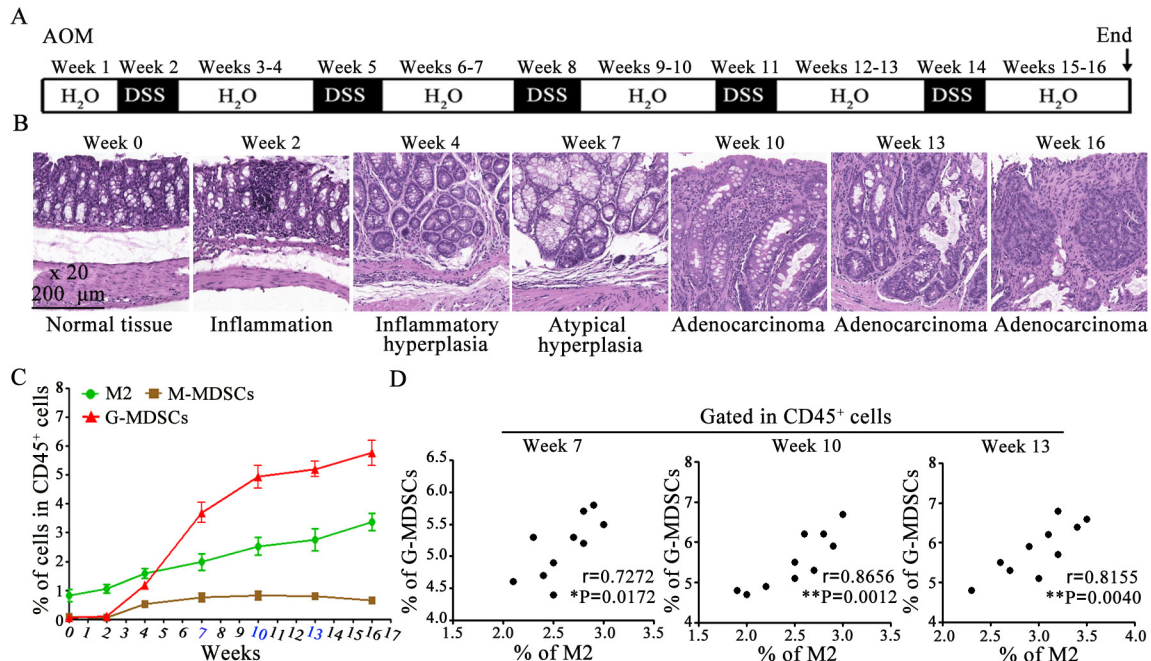 A
AOM
End
Week 1 Week 2 Weeks 3-4 Week 5 Weeks 6-7 Week 8 Weeks 9-10 Week 11 Weeks 12-13 Week 14 Weeks 15-16
H₂O DSS H₂O DSS H₂O DSS H₂O DSS H₂O DSS H₂O
B
Week 0 Week 2 Week 4 Week 7 Week 10 Week 13 Week 16
x 20
200 μm
Normal tissue Inflammation Inflammatory hyperplasia Atypical hyperplasia Adenocarcinoma Adenocarcinoma Adenocarcinoma
C
M2 M-MDSCs
G-MDSCs
% of cells in CD45⁺ cells
8
7
6
5
4
3
2
1
0
0 1 2 3 4 5 6 7 8 9 10 11 12 13 14 15 16 17
Weeks
D
Gated in CD45⁺ cells
Week 7
% of G-MDSCs
6.5
6.0
5.5
5.0
4.5
4.0
r=0.7272
*P=0.0172
1.5 2.0 2.5 3.0
% of M2
Week 10
% of G-MDSCs
8
7
6
5
4
r=0.8656
**P=0.0012
1.5 2.0 2.5 3.0 3.5
% of M2
Week 13
% of G-MDSCs
8
7
6
5
4
r=0.8155
**P=0.0040
2.0 2.5 3.0 3.5
% of M2